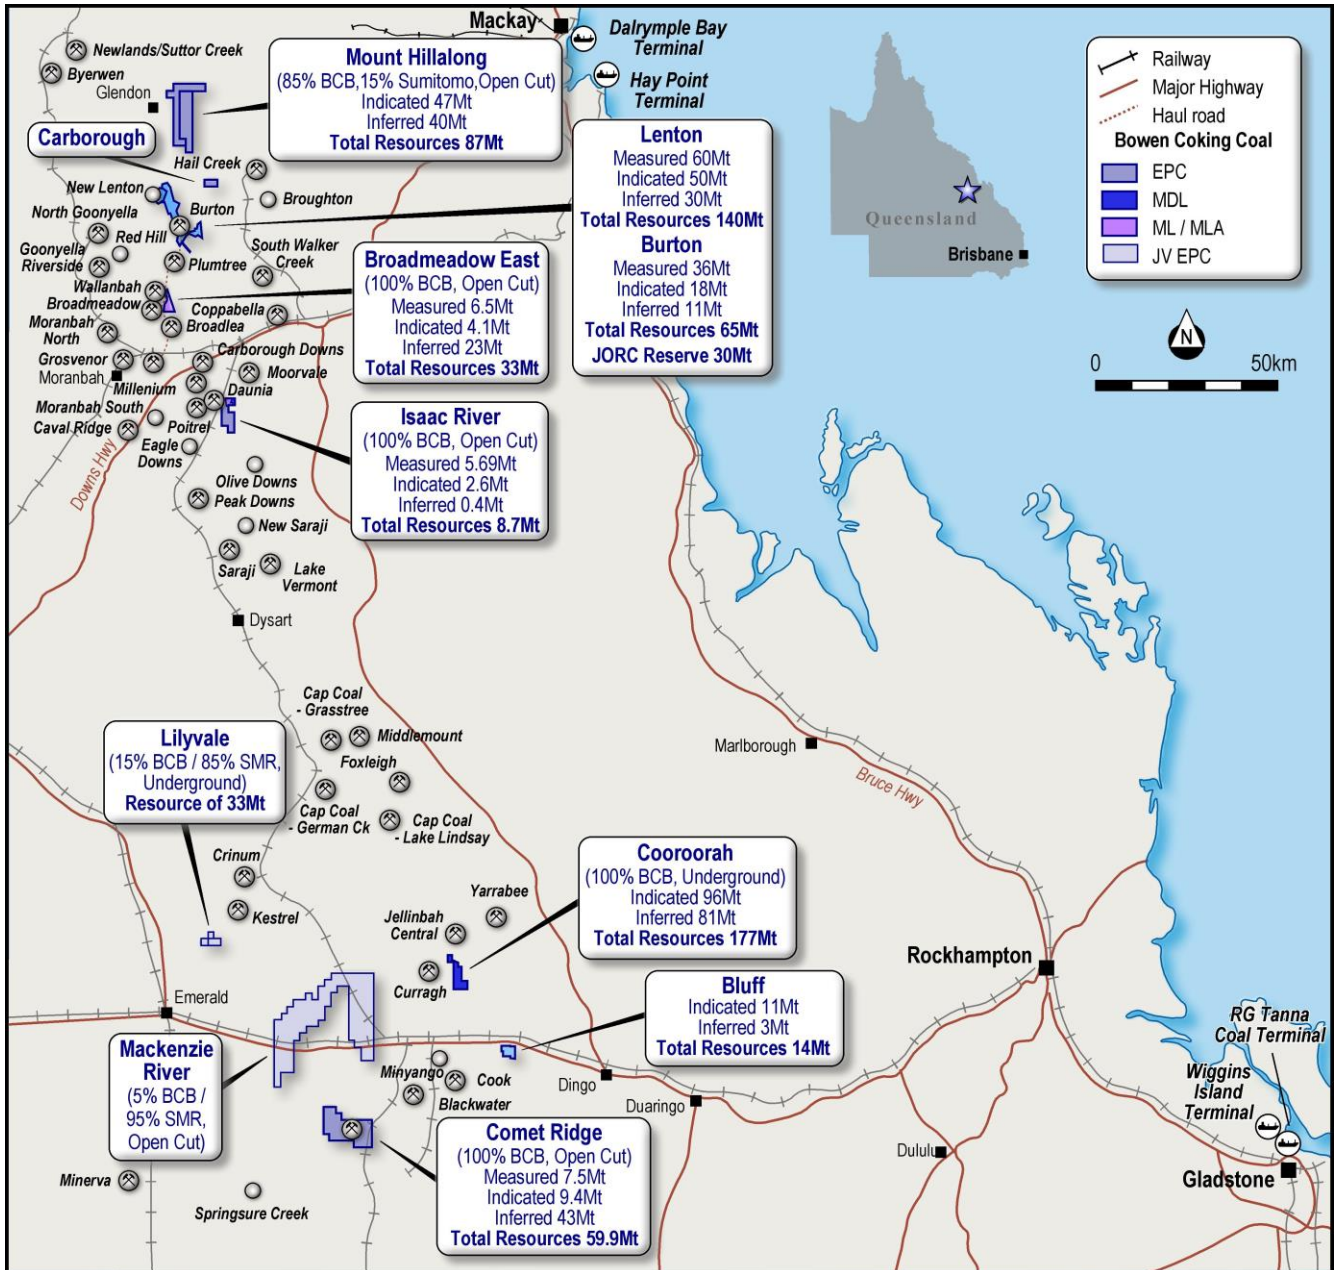 Mackay
Dalrymple Bay
Terminal
Hay Point
Terminal
Newlands/Suttor Creek
Byerwen
Glendon
Mount Hillalong
(85% BCB,15% Sumitomo,Open Cut)
Indicated 47Mt
Inferred 40Mt
Total Resources 87Mt
Carborough
Hail Creek
New Lenton
Burton
Broughton
North Goonyella
Red Hill
Goonyella
Riverside
Plumtree
South Walker
Creek
Wallanbah
Broadmeadow
Broadlea
Coppabella
Moranbah
North
Grosvenor
Moranbah
Carborough Downs
Moorvale
Millenium
Daunia
Moranbah South
Poitrel
Caval Ridge
Eagle
Downs
Downs Hwy
Olive Downs
Peak Downs
New Saraji
Saraji
Lake
Vermont
Dysart
Lenton
Measured 60Mt
Indicated 50Mt
Inferred 30Mt
Total Resources 140Mt
Burton
Measured 36Mt
Indicated 18Mt
Inferred 11Mt
Total Resources 65Mt
JORC Reserve 30Mt
Broadmeadow East
(100% BCB, Open Cut)
Measured 6.5Mt
Indicated 4.1Mt
Inferred 23Mt
Total Resources 33Mt
Isaac River
(100% BCB, Open Cut)
Measured 5.69Mt
Indicated 2.6Mt
Inferred 0.4Mt
Total Resources 8.7Mt
Queensland
Brisbane
Railway
Major Highway
Haul road
Bowen Coking Coal
EPC
MDL
ML / MLA
JV EPC
N
0
50km
Cap Coal
- Grasstree
Middlemount
Foxleigh
Cap Coal
- German Ck
Cap Coal
- Lake Lindsay
Marlborough
Bruce Hwy
Lilyvale
(15% BCB / 85% SMR,
Underground)
Resource of 33Mt
Crinum
Kestrel
Yarrabee
Jellinbah
Central
Curragh
Cooroorah
(100% BCB, Underground)
Indicated 96Mt
Inferred 81Mt
Total Resources 177Mt
Rockhampton
Bluff
Indicated 11Mt
Inferred 3Mt
Total Resources 14Mt
Emerald
Mackenzie
River
(5% BCB /
95% SMR,
Open Cut)
Minyango
Cook
Blackwater
Dingo
Duaringo
Dululu
RG Tanna
Coal Terminal
Wiggins
Island
Terminal
Gladstone
Comet Ridge
(100% BCB, Open Cut)
Measured 7.5Mt
Indicated 9.4Mt
Inferred 43Mt
Total Resources 59.9Mt
Minerva
Springsure Creek